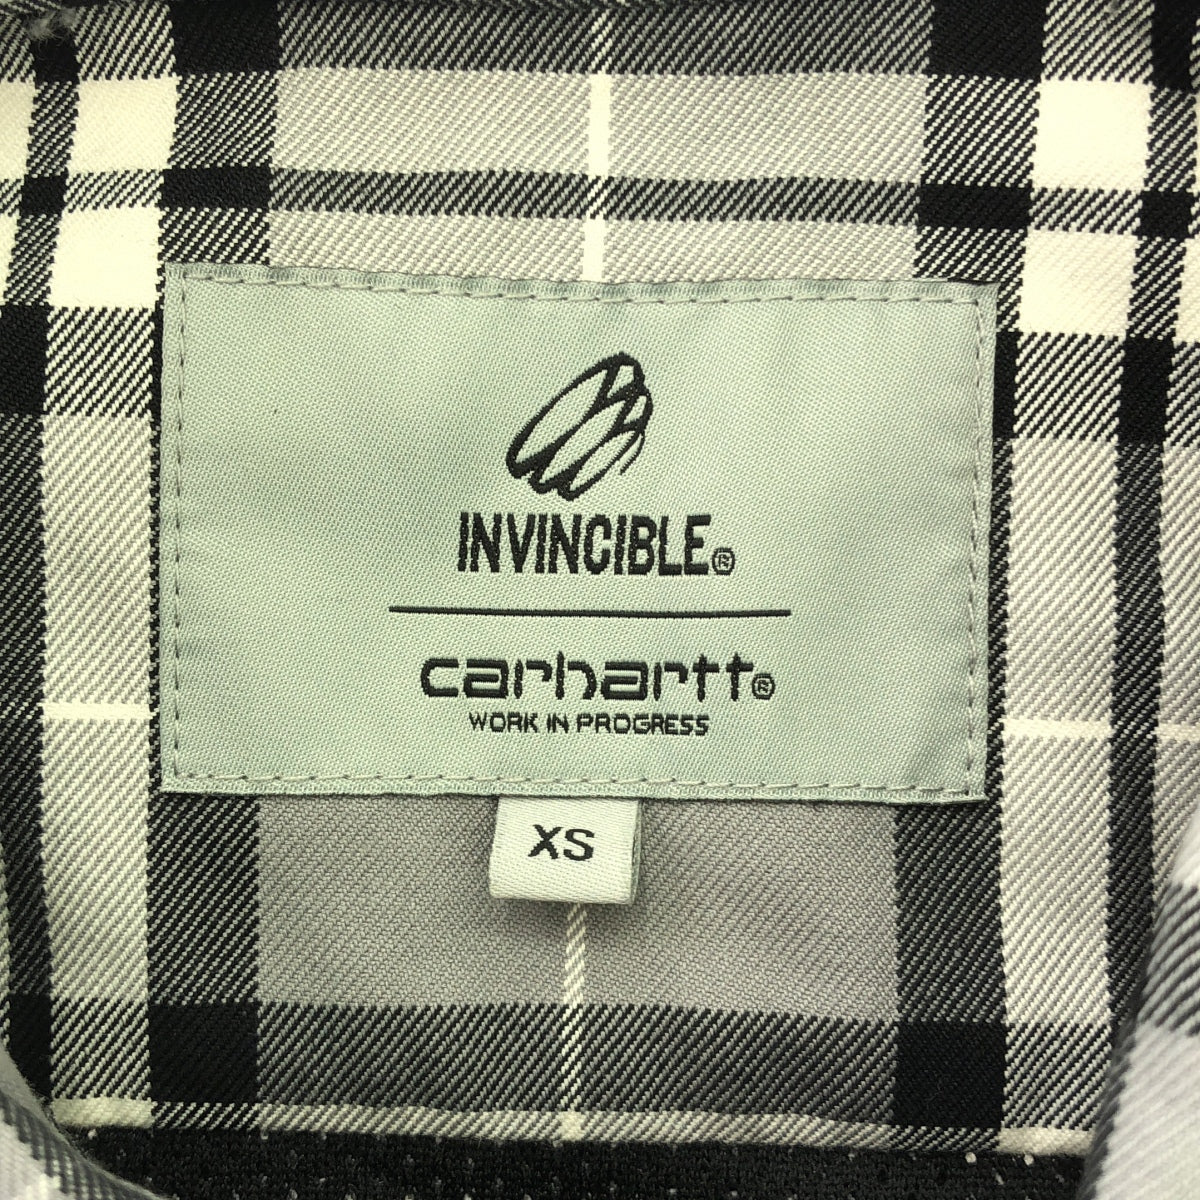 INVINCIBLE®
carhartt®
WORK IN PROGRESS
XS